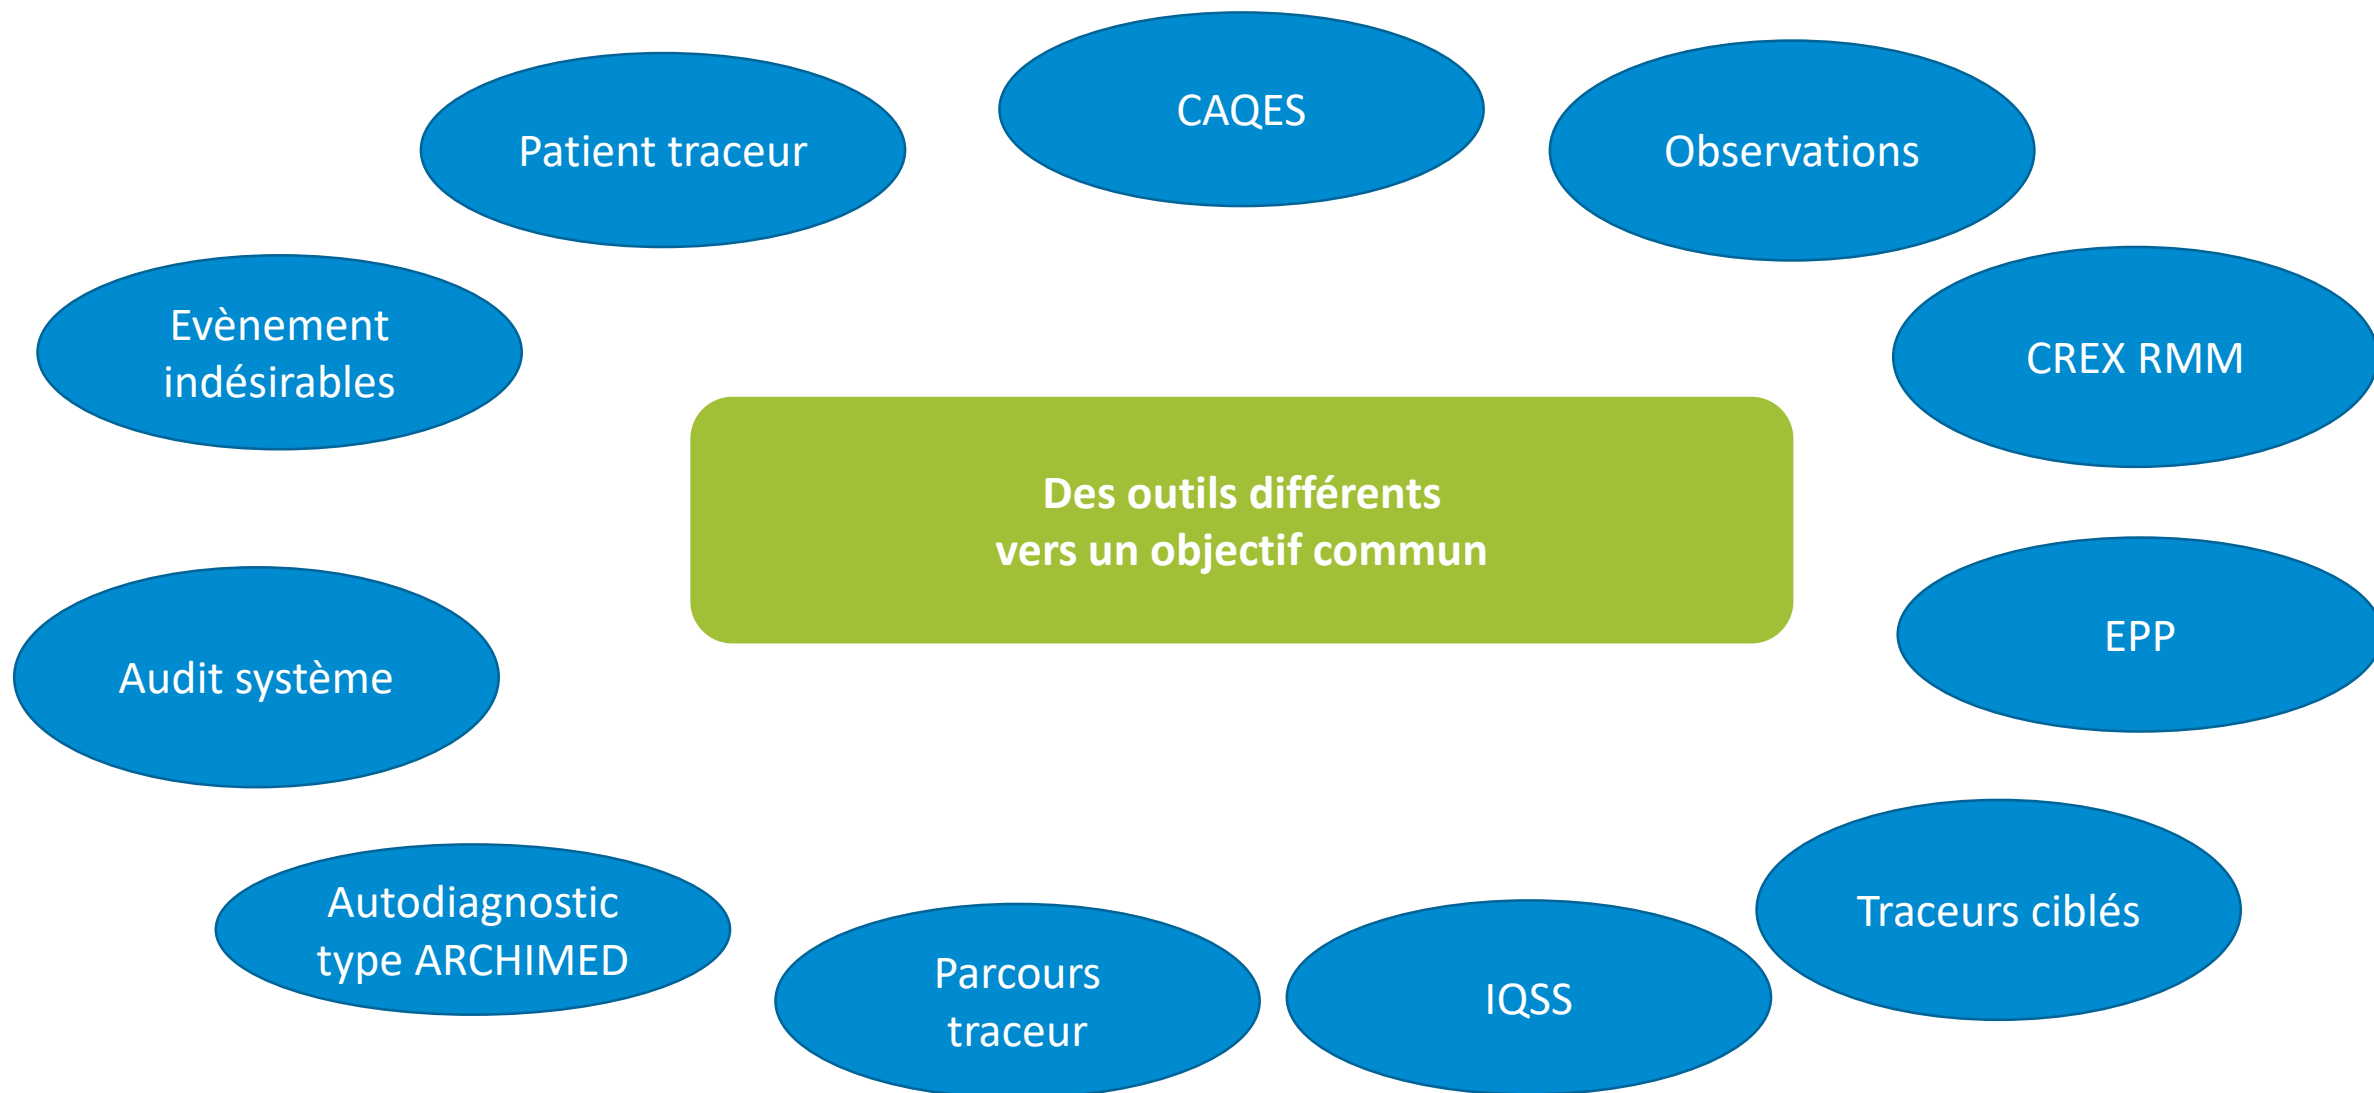 CAQES
Patient traceur
Observations
Evènement
indésirables
CREX RMM
Des outils différents
vers un objectif commun
EPP
Audit système
Traceurs ciblés
Autodiagnostic
type ARCHIMED
Parcours
traceur
IQSS